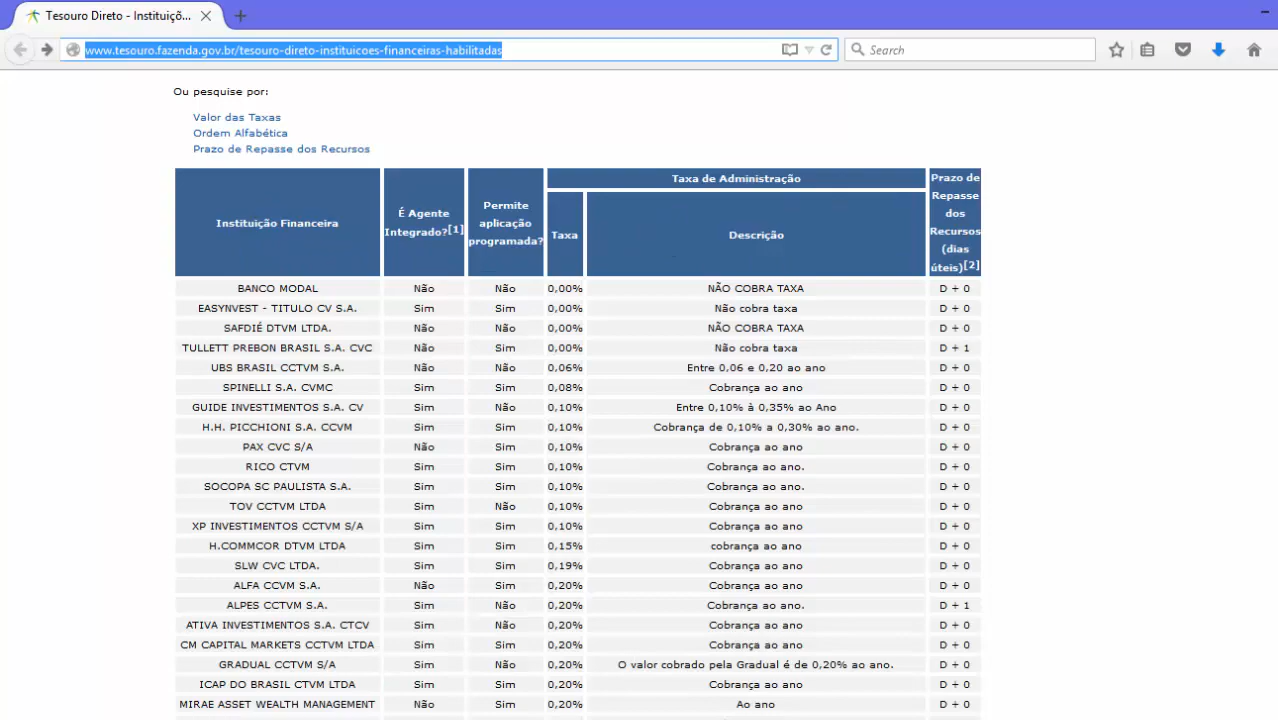 Tesouro Direto - Instituiçõ...
www.tesouro.fazenda.gov.br/tesouro-direto-instituicoes-financeiras-habilitadas
Search
Ou pesquise por:
Valor das Taxas
Ordem Alfabética
Prazo de Repasse dos Recursos
Instituição Financeira
É Agente
Integrado?[1]
Permite
aplicação
programada?
Taxa de Administração
Taxa
Descrição
Prazo de
Repasse
dos
Recursos
(dias
úteis)[2]
BANCO MODAL Não Não 0,00% NÃO COBRA TAXA D + 0
EASYNVEST - TITULO CV S.A. Sim Sim 0,00% Não cobra taxa D + 0
SAFDIÉ DTVM LTDA. Não Não 0,00% NÃO COBRA TAXA D + 0
TULLETT PREBON BRASIL S.A. CVC Não Sim 0,00% Não cobra taxa D + 1
UBS BRASIL CCTVM S.A. Não Não 0,06% Entre 0,06 e 0,20 ao ano D + 0
SPINELLI S.A. CVMC Sim Sim 0,08% Cobrança ao ano D + 0
GUIDE INVESTIMENTOS S.A. CV Sim Não 0,10% Entre 0,10% à 0,35% ao Ano D + 0
H.H. PICCHIONI S.A. CCVM Sim Sim 0,10% Cobrança de 0,10% a 0,30% ao ano. D + 0
PAX CVC S/A Não Sim 0,10% Cobrança ao ano D + 0
RICO CTVM Sim Sim 0,10% Cobrança ao ano. D + 0
SOCOPA SC PAULISTA S.A. Sim Sim 0,10% Cobrança ao ano. D + 0
TOV CCTVM LTDA Sim Não 0,10% Cobrança ao ano D + 0
XP INVESTIMENTOS CCTVM S/A Sim Sim 0,10% Cobrança ao ano D + 0
H.COMMCOR DTVM LTDA Sim Sim 0,15% cobrança ao ano D + 0
SLW CVC LTDA. Sim Sim 0,19% Cobrança ao ano D + 0
ALFA CCVM S.A. Não Sim 0,20% Cobrança ao ano D + 0
ALPES CCTVM S.A. Sim Não 0,20% Cobrança ao ano. D + 1
ATIVA INVESTIMENTOS S.A. CTCV Sim Não 0,20% Cobrança ao ano D + 0
CM CAPITAL MARKETS CCTVM LTDA Sim Sim 0,20% Cobrança ao ano D + 0
GRADUAL CCTVM S/A Sim Não 0,20% O valor cobrado pela Gradual é de 0,20% ao ano. D + 0
ICAP DO BRASIL CTVM LTDA Sim Sim 0,20% Cobrança ao ano D + 0
MIRAE ASSET WEALTH MANAGEMENT Não Sim 0,20% Ao ano D + 0